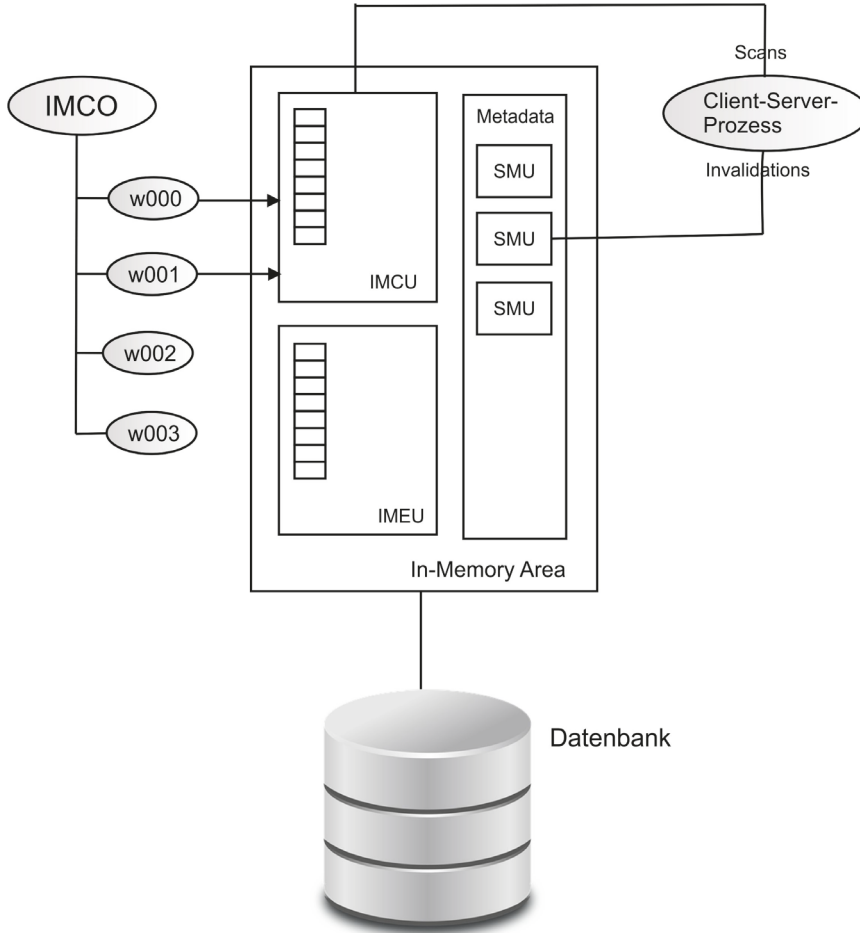 Scans
IMCO
Metadata
Client-Server-
Prozess
w000
SMU
Invalidations
SMU
w001
IMCU
SMU
w002
w003
IMEU
In-Memory Area
Datenbank